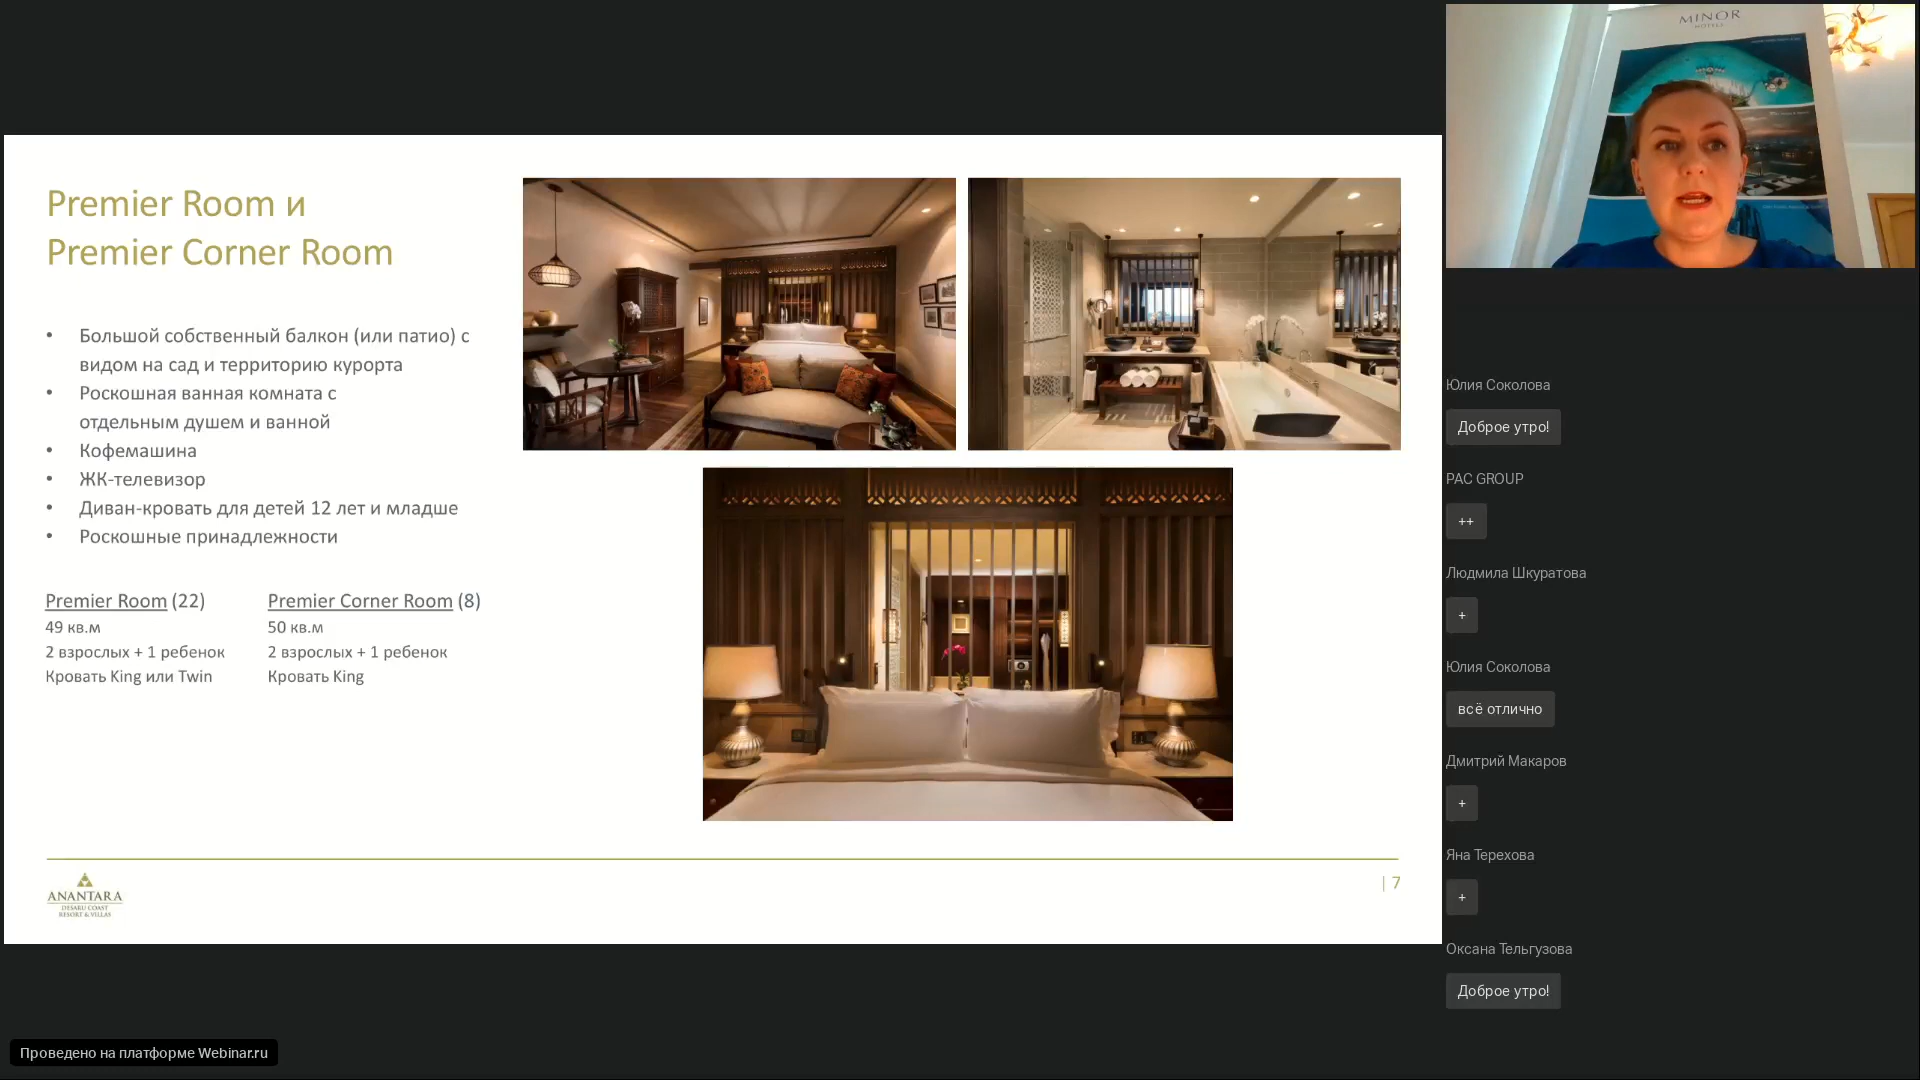 MINOR
HOTELS
Premier Room и
Premier Corner Room
• Большой собственный балкон (или патио) с
видом на сад и территорию курорта
• Роскошная ванная комната с
отдельным душем и ванной
• Кофемашина
• ЖК-телевизор
• Диван-кровать для детей 12 лет и младше
• Роскошные принадлежности
Premier Room (22)
49 кв.м
2 взрослых + 1 ребенок
Кровать King или Twin
Premier Corner Room (8)
50 кв.м
2 взрослых + 1 ребенок
Кровать King
ANANTARA
DESARU COAST
RESORT & VILLAS
| 7
Юлия Соколова
Доброе утро!
PAC GROUP
++
Людмила Шкуратова
+
Юлия Соколова
всё отлично
Дмитрий Макаров
+
Яна Терехова
+
Оксана Тельгузова
Доброе утро!
Проведено на платформе Webinar.ru